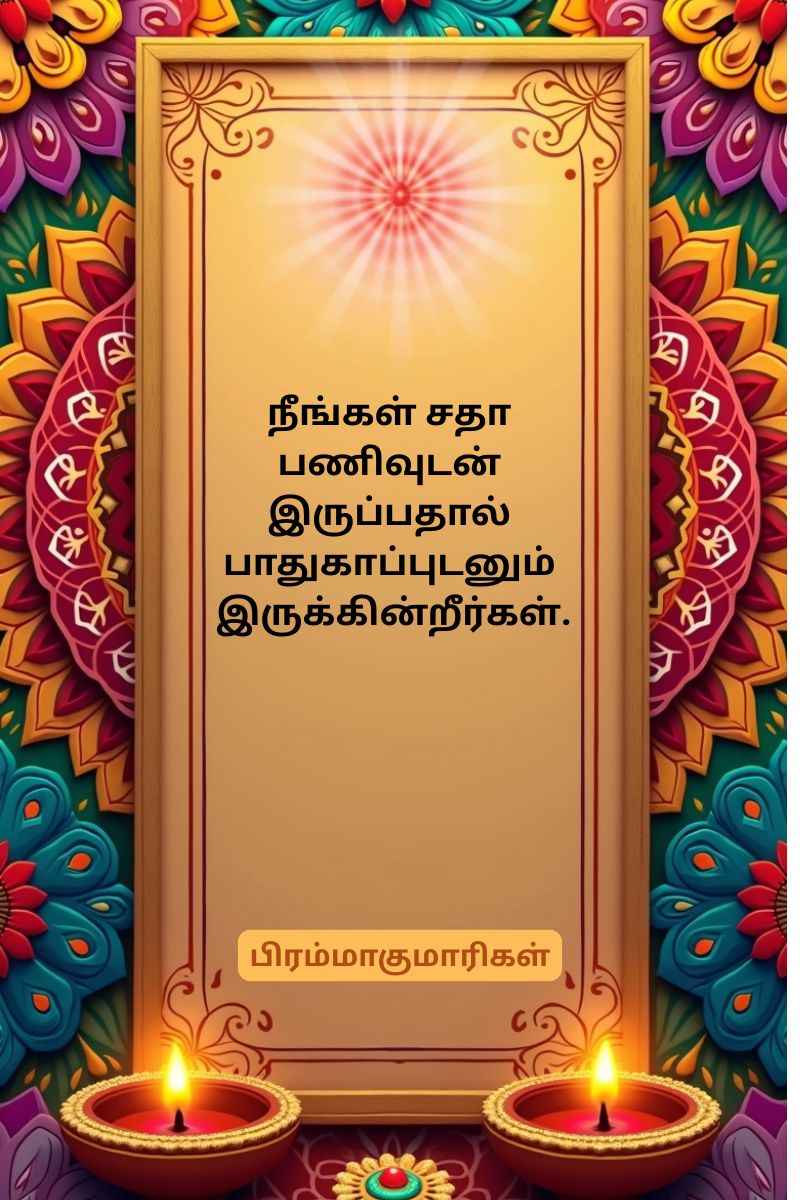 நீங்கள் சதா
பணிவுடன்
இருப்பதால்
பாதுகாப்புடனும்
இருக்கின்றீர்கள்.
பிரம்மாகுமாரிகள்